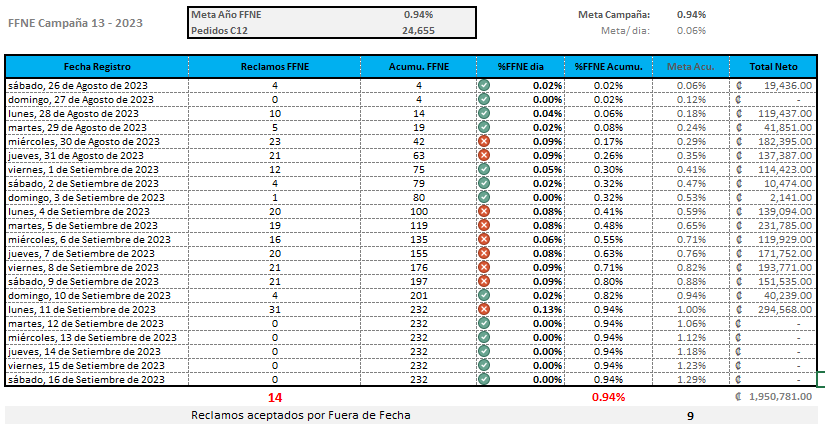 FFNE Campaña 13 - 2023
Meta Año FFNE 0.94%
Pedidos C12 24,655
Meta Campaña: 0.94%
Meta/ dia: 0.06%
Fecha Registro Reclamos FFNE Acumu. FFNE %FFNE dia %FFNE Acumu. Meta Acu. Total Neto
sábado, 26 de Agosto de 2023 4 4 0.02% 0.02% 0.06% ₡ 19,436.00
domingo, 27 de Agosto de 2023 0 4 0.00% 0.02% 0.12% ₡ -
lunes, 28 de Agosto de 2023 10 14 0.04% 0.06% 0.18% ₡ 119,437.00
martes, 29 de Agosto de 2023 5 19 0.02% 0.08% 0.24% ₡ 41,851.00
miércoles, 30 de Agosto de 2023 23 42 0.09% 0.17% 0.29% ₡ 182,395.00
jueves, 31 de Agosto de 2023 21 63 0.09% 0.26% 0.35% ₡ 137,387.00
viernes, 1 de Setiembre de 2023 12 75 0.05% 0.30% 0.41% ₡ 114,423.00
sábado, 2 de Setiembre de 2023 4 79 0.02% 0.32% 0.47% ₡ 10,474.00
domingo, 3 de Setiembre de 2023 1 80 0.00% 0.32% 0.53% ₡ 2,141.00
lunes, 4 de Setiembre de 2023 20 100 0.08% 0.41% 0.59% ₡ 139,094.00
martes, 5 de Setiembre de 2023 19 119 0.08% 0.48% 0.65% ₡ 231,785.00
miércoles, 6 de Setiembre de 2023 16 135 0.06% 0.55% 0.71% ₡ 119,929.00
jueves, 7 de Setiembre de 2023 20 155 0.08% 0.63% 0.76% ₡ 171,752.00
viernes, 8 de Setiembre de 2023 21 176 0.09% 0.71% 0.82% ₡ 193,771.00
sábado, 9 de Setiembre de 2023 21 197 0.09% 0.80% 0.88% ₡ 151,535.00
domingo, 10 de Setiembre de 2023 4 201 0.02% 0.82% 0.94% ₡ 40,239.00
lunes, 11 de Setiembre de 2023 31 232 0.13% 0.94% 1.00% ₡ 294,568.00
martes, 12 de Setiembre de 2023 0 232 0.00% 0.94% 1.06% ₡ -
miércoles, 13 de Setiembre de 2023 0 232 0.00% 0.94% 1.12% ₡ -
jueves, 14 de Setiembre de 2023 0 232 0.00% 0.94% 1.18% ₡ -
viernes, 15 de Setiembre de 2023 0 232 0.00% 0.94% 1.23% ₡ -
sábado, 16 de Setiembre de 2023 0 232 0.00% 0.94% 1.29% ₡ -
14 0.94% ₡ 1,950,781.00
Reclamos aceptados por Fuera de Fecha 9